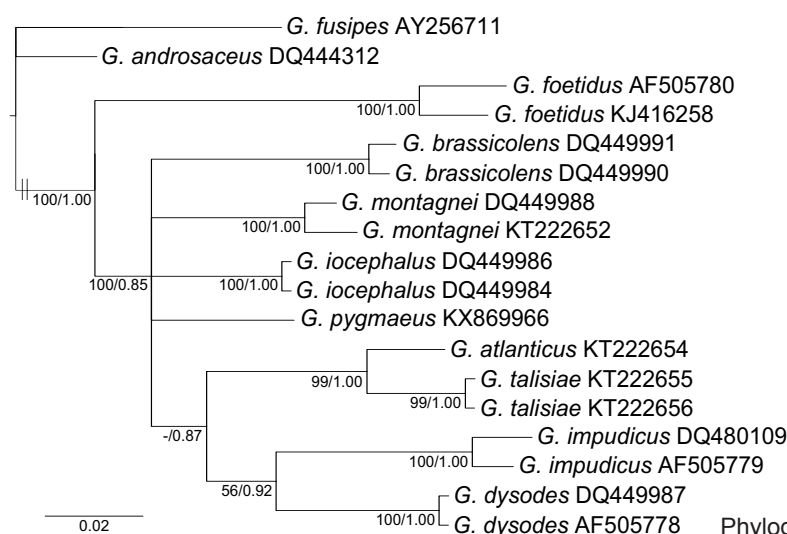 G. fusipes AY256711
G. androsaceus DQ444312
G. foetidus AF505780
100/1.00
G. foetidus KJ416258
G. brassicolens DQ449991
100/1.00
G. brassicolens DQ449990
100/1.00
G. montagnei DQ449988
100/1.00
G. montagnei KT222652
G. iocephalus DQ449986
100/0.85
100/1.00
G. iocephalus DQ449984
G. pygmaeus KX869966
G. atlanticus KT222654
99/1.00
G. talisiae KT222655
99/1.00
G. talisiae KT222656
-/0.87
G. impudicus DQ480109
100/1.00
G. impudicus AF505779
56/0.92
G. dysodes DQ449987
100/1.00
G. dysodes AF505778
0.02